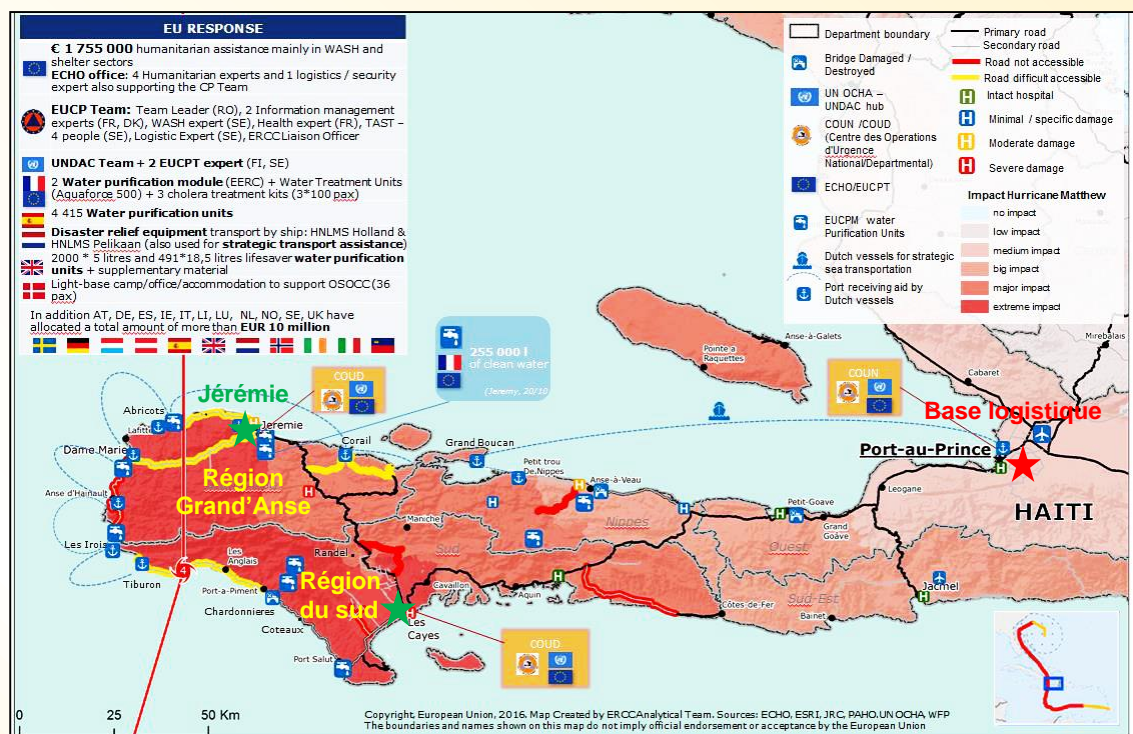 EU RESPONSE
€ 1 755 000 humanitarian assistance mainly in WASH and
shelter sectors
ECHO office: 4 Humanitarian experts and 1 logistics / security
expert also supporting the CP Team
EUCP Team: Team Leader (RO), 2 Information management
experts (FR, DK), WASH expert (SE), Health expert (FR), TAST –
4 people (SE), Logistic Expert (SE), ERCCLiaison Officer
UNDAC Team + 2 EUCPT expert (FI, SE)
2 Water purification module (EERC) + Water Treatment Units
(Aquaforce 500) + 3 cholera treatment kits (3*100 pax)
4 415 Water purification units
Disaster relief equipment transport by ship: HNLMS Holland &
HNLMS Pelikaan (also used for strategic transport assistance)
2000 * 5 litres and 491*18,5 litres lifesaver water purification
units + supplementary material
Light-base camp/office/accommodation to support OSOCC (36
pax)
In addition AT, DE, ES, IE, IT, LI, LU, NL, NO, SE, UK have
allocated a total amount of more than EUR 10 million
Department boundary
Bridge Damaged /
Destroyed
UN OCHA –
UNDAC hub
COUN /COUD
(Centre des Operations
d'Urgence
National/Departmental)
ECHO/EUCPT
EUCPM water
Purification Units
Dutch vessels for strategic
sea transportation
Port receiving aid by
Dutch vessels
Primary road
Secondary road
Road not accessible
Road difficult accessible
Intact hospital
Minimal / specific damage
Moderate damage
Severe damage
Impact Hurricane Matthew
no impact
low impact
medium impact
big impact
major impact
extreme impact
255 000 l
of clean water
(Jeremy, 20/10)
COUD
COUN
COUD
Jérémie
Base logistique
Région
Grand'Anse
Région
du sud
Abricots
Lafitte
Jeremie
Dame Marie
Anse d'Hainault
Les Irois
Tiburon
Les
Anglais
Port-a-Piment
Chardonnieres
Coteaux
Port Salut
Randel
Maniche
Sud
Cavaillon
Les
Cayes
Aquin
Corail
Grand Boucan
Petit trou
De Nippes
Anse-à-Veau
Nippes
Petit-Goave
Grand
Goâve
Leogane
Ouest
Sud-Est
Côtes de Fer
Bainet
Jacmel
Port-au-Prince
HAITI
Cabaret
Mirebalais
Anse-à-Galets
Pointe à
Raquettes
4
0 25 50 Km
Copyright, European Union, 2016. Map Created by ERCCAnalytical Team. Sources: ECHO, ESRI, JRC, PAHO.UN OCHA, WFP
The boundaries and names shown on this map do not imply official endorsement or acceptance by the European Union